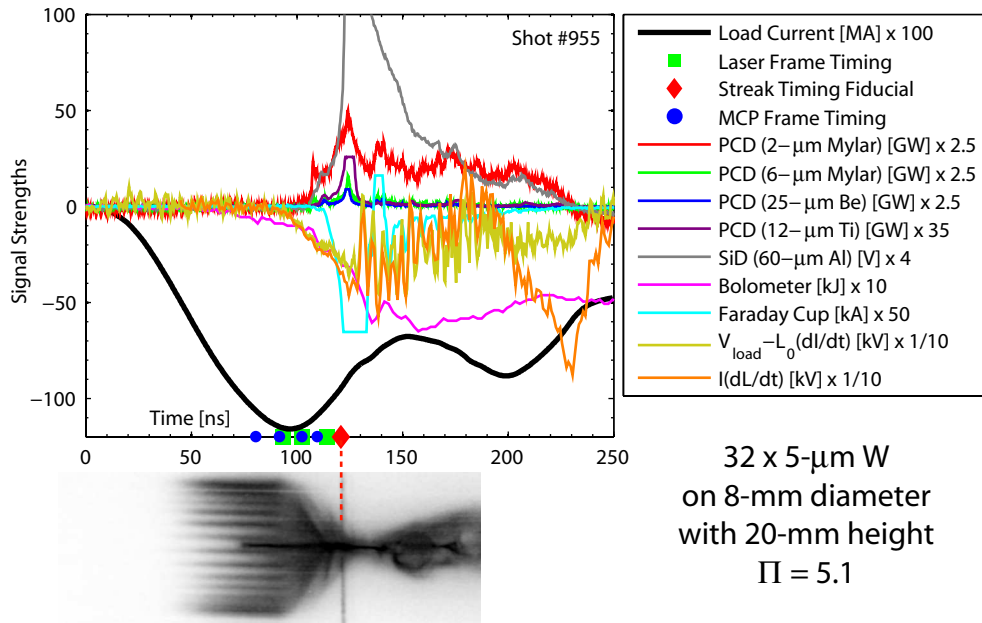 Shot #955
100
50
0
−50
−100
Signal Strengths
Time [ns]
0 50 100 150 200 250
Load Current [MA] x 100
Laser Frame Timing
Streak Timing Fiducial
MCP Frame Timing
PCD (2−μm Mylar) [GW] x 2.5
PCD (6−μm Mylar) [GW] x 2.5
PCD (25−μm Be) [GW] x 2.5
PCD (12−μm Ti) [GW] x 35
SiD (60−μm Al) [V] x 4
Bolometer [kJ] x 10
Faraday Cup [kA] x 50
V_load−L_0(dI/dt) [kV] x 1/10
I(dL/dt) [kV] x 1/10
32 x 5-μm W
on 8-mm diameter
with 20-mm height
Π = 5.1